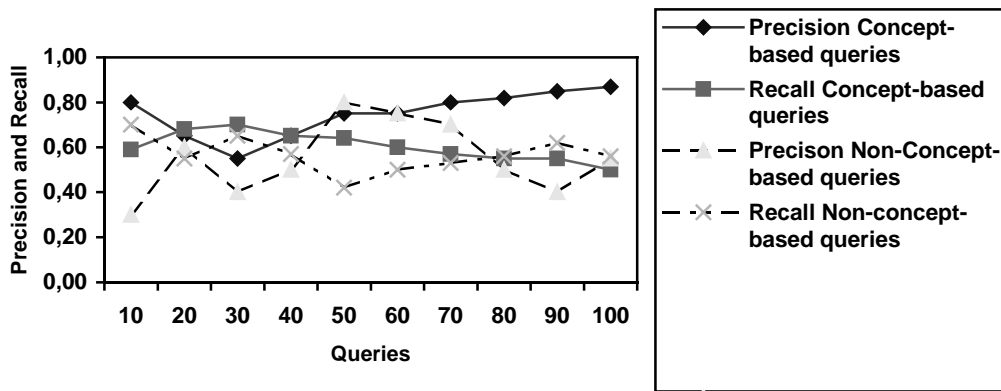 1,00
0,80
0,60
0,40
0,20
0,00
Precision and Recall
10 20 30 40 50 60 70 80 90 100
Queries
Precision Concept-
based queries
Recall Concept-based
queries
Precison Non-Concept-
based queries
Recall Non-concept-
based queries